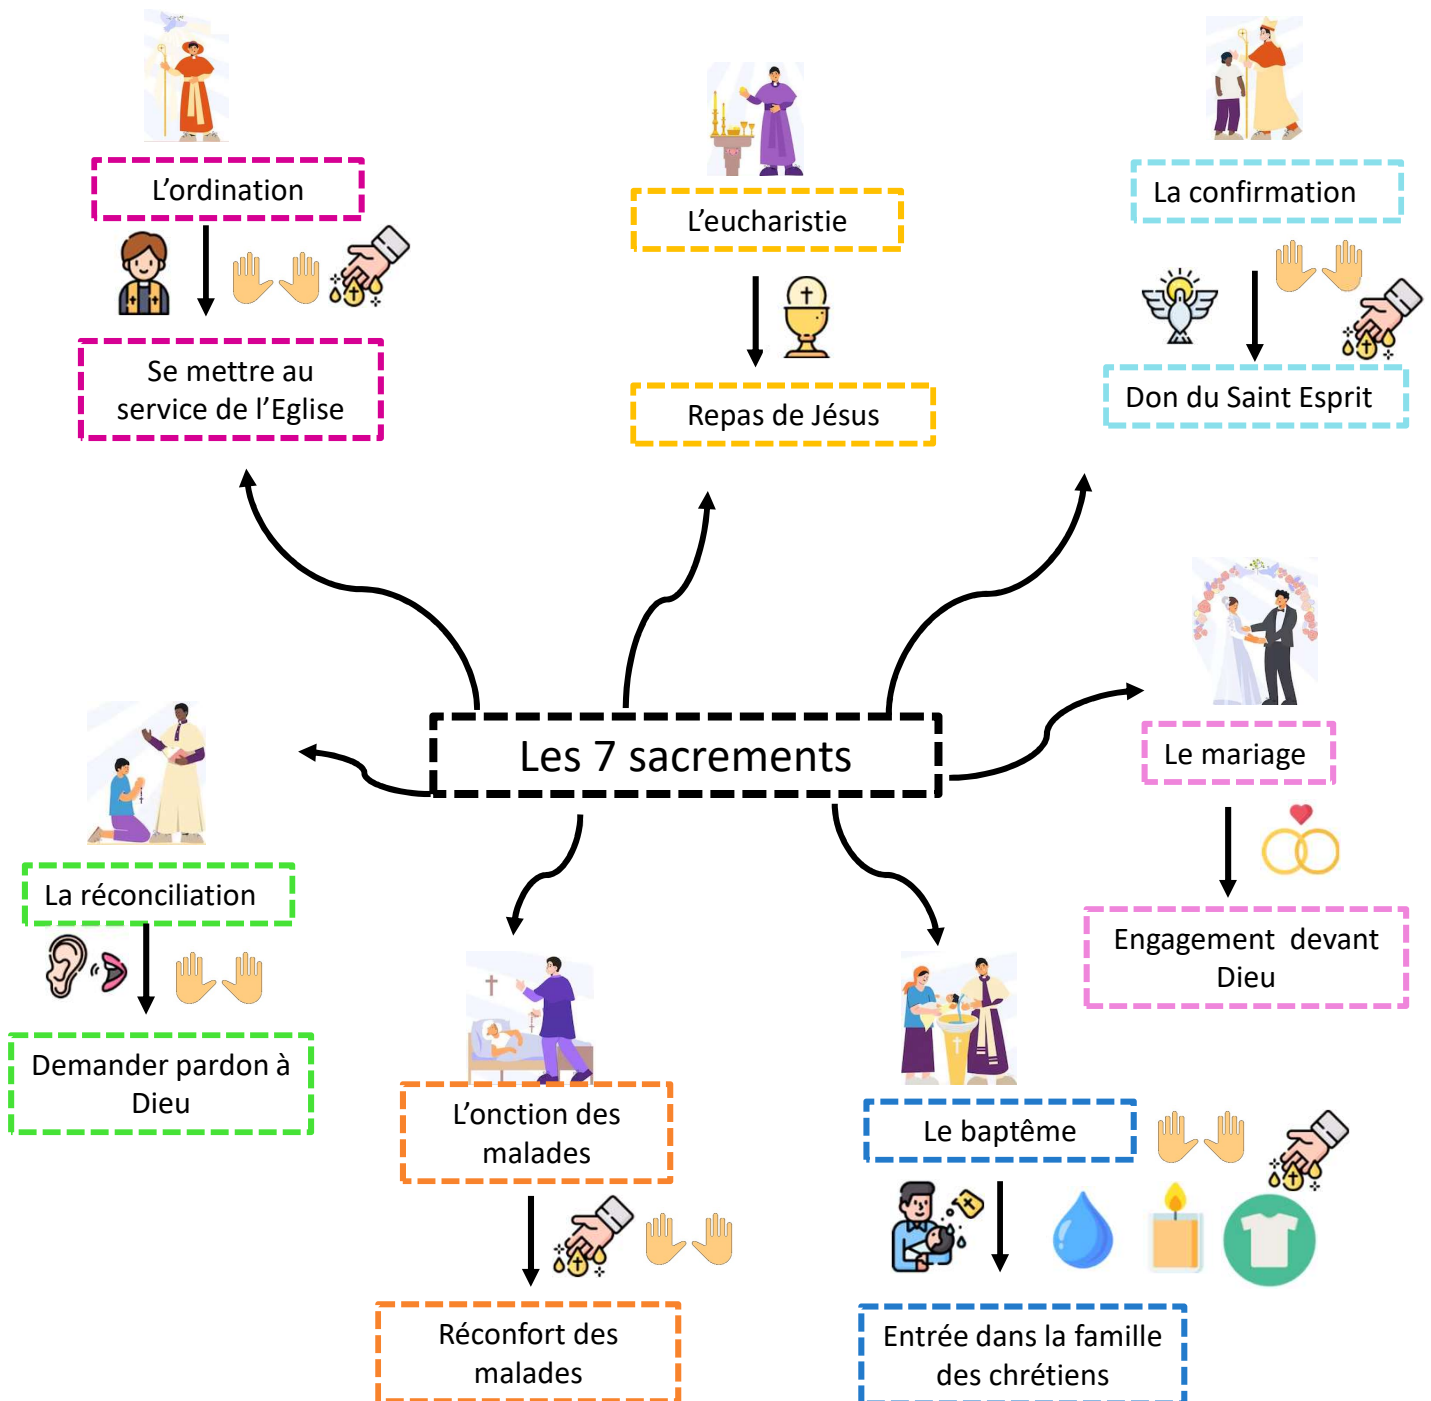 L'ordination
Se mettre au
service de l'Eglise
L'eucharistie
Repas de Jésus
La confirmation
Don du Saint Esprit
Les 7 sacrements
Le mariage
Engagement devant
Dieu
La réconciliation
Demander pardon à
Dieu
L'onction des
malades
Réconfort des
malades
Le baptême
Entrée dans la famille
des chrétiens